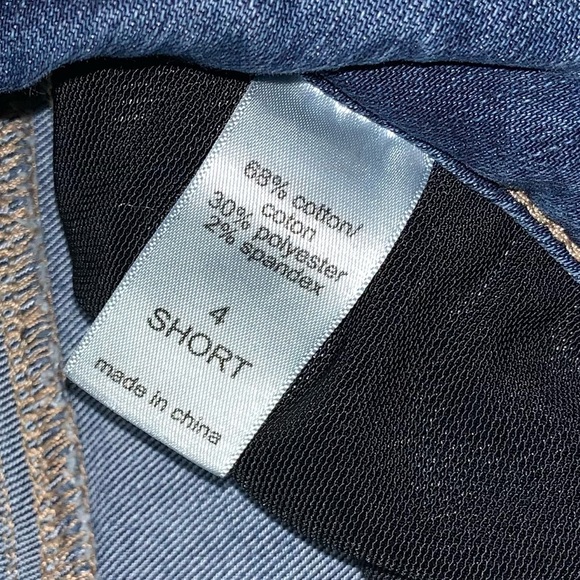 68% cotton/
coton
30% polyester
2% spandex
4
SHORT
made in china